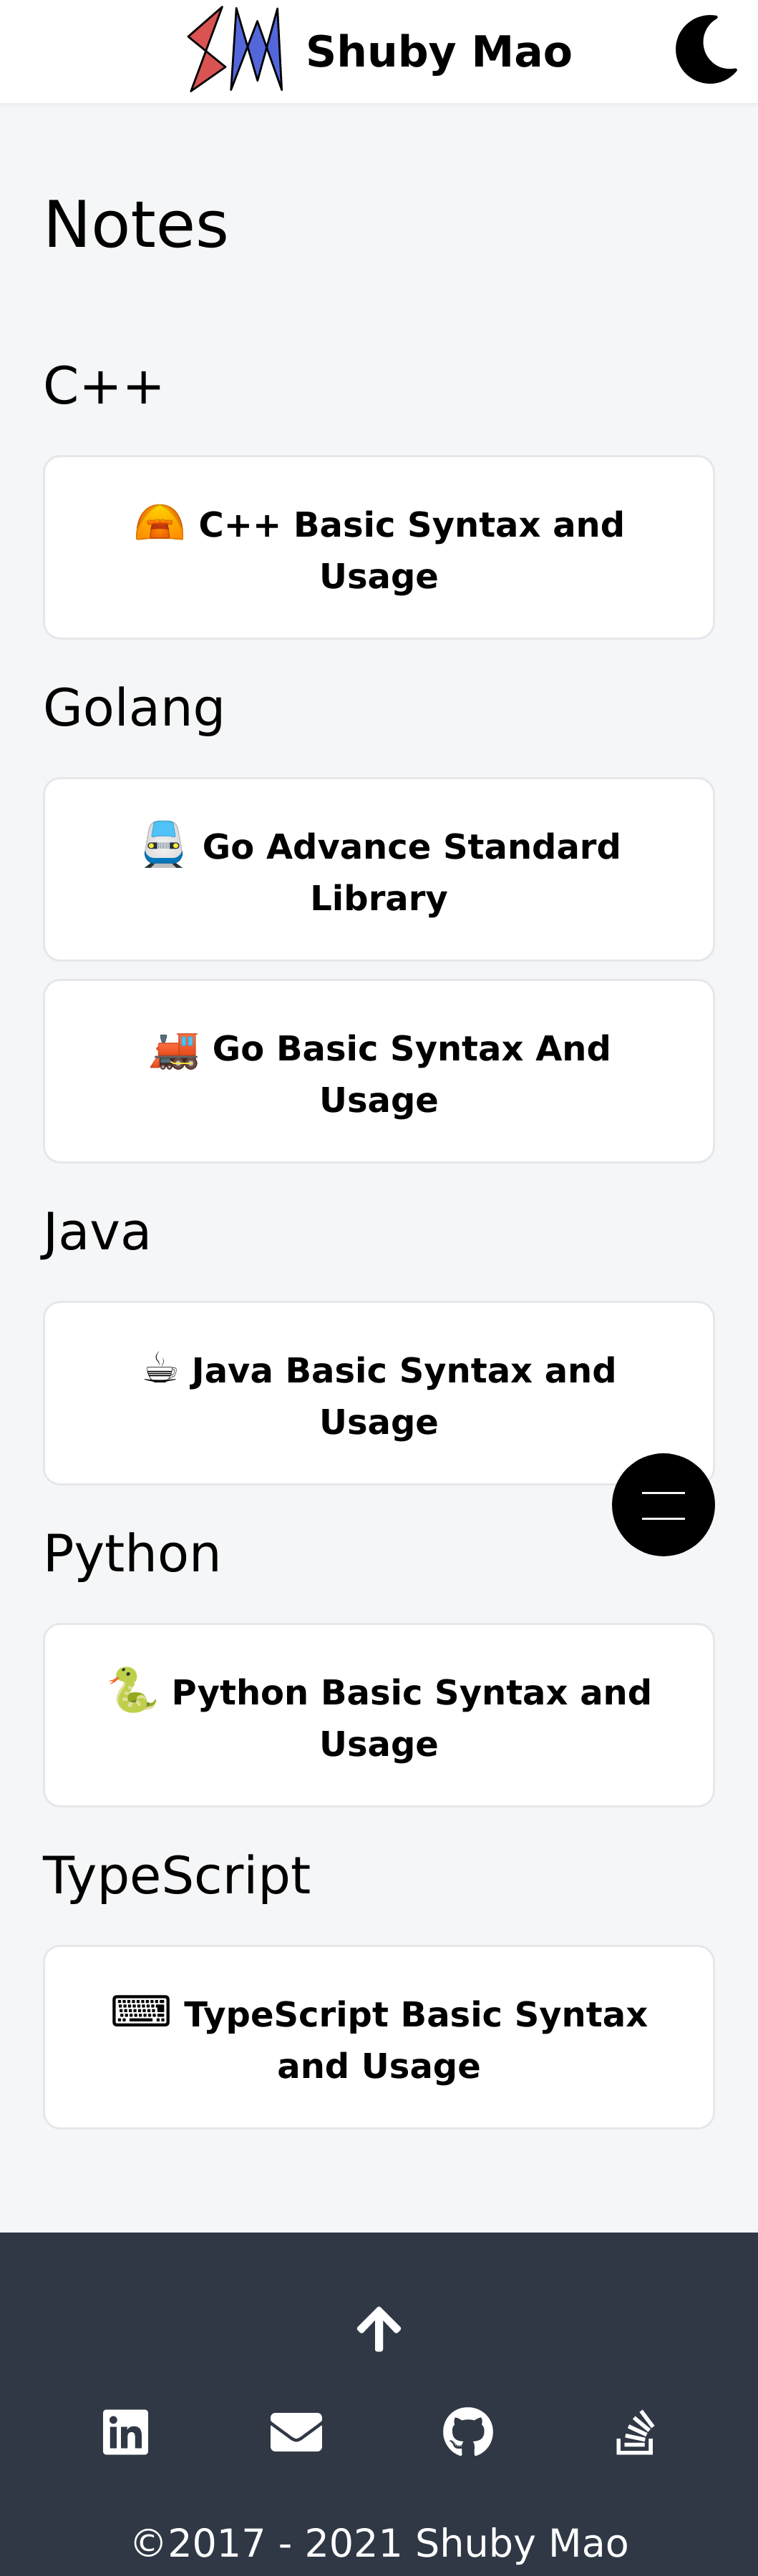 Shuby Mao
Notes
C++
C++ Basic Syntax and
Usage
Golang
Go Advance Standard
Library
Go Basic Syntax And
Usage
Java
Java Basic Syntax and
Usage
Python
Python Basic Syntax and
Usage
TypeScript
TypeScript Basic Syntax
and Usage
in
©2017 - 2021 Shuby Mao